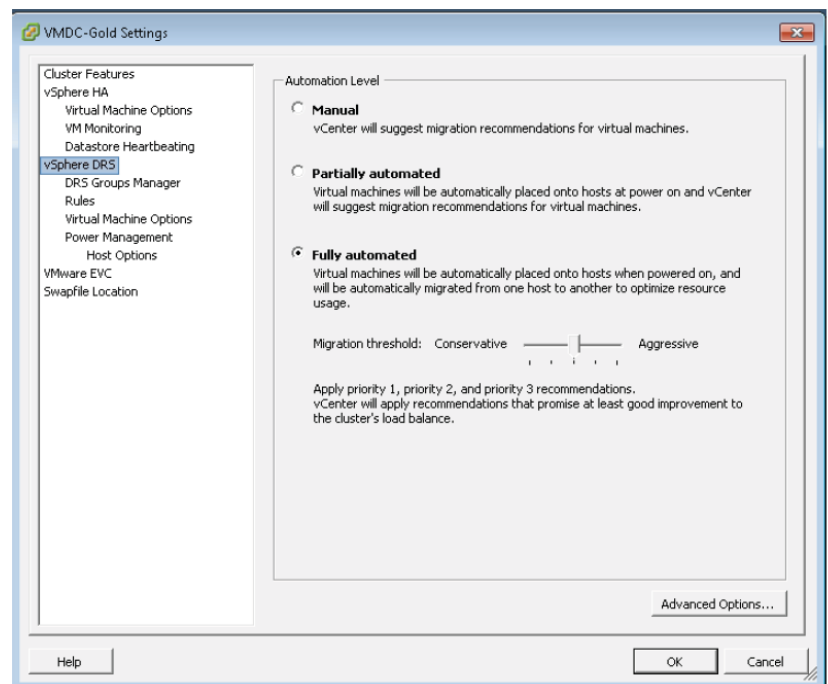 VMDC-Gold Settings
Cluster Features
vSphere HA
Virtual Machine Options
VM Monitoring
Datastore Heartbeating
vSphere DRS
DRS Groups Manager
Rules
Virtual Machine Options
Power Management
Host Options
VMware EVC
Swapfile Location
Automation Level
Manual
vCenter will suggest migration recommendations for virtual machines.
Partially automated
Virtual machines will be automatically placed onto hosts at power on and vCenter
will suggest migration recommendations for virtual machines.
Fully automated
Virtual machines will be automatically placed onto hosts when powered on, and
will be automatically migrated from one host to another to optimize resource
usage.
Migration threshold: Conservative Aggressive
Apply priority 1, priority 2, and priority 3 recommendations.
vCenter will apply recommendations that promise at least good improvement to
the cluster's load balance.
Advanced Options...
Help OK Cancel